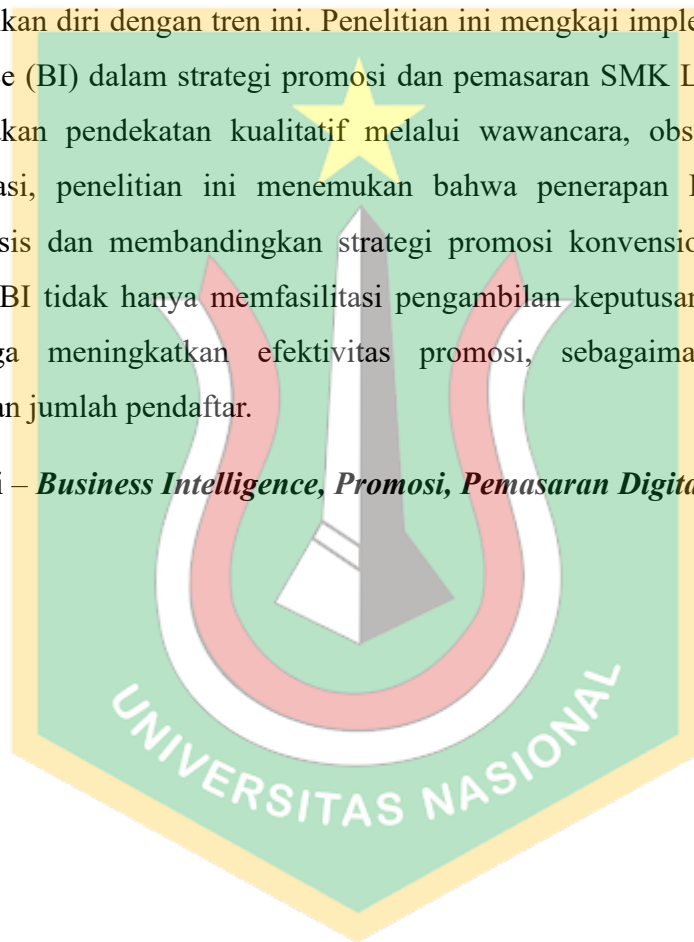 kan diri dengan tren ini. Penelitian ini mengkaji imple
e (BI) dalam strategi promosi dan pemasaran SMK L
akan pendekatan kualitatif melalui wawancara, obs
asi, penelitian ini menemukan bahwa penerapan
sis dan membandingkan strategi promosi konvensio
BI tidak hanya memfasilitasi pengambilan keputusan
ga meningkatkan efektivitas promosi, sebagaima
an jumlah pendaftar.
i – Business Intelligence, Promosi, Pemasaran Digita
UNIVERSITAS NASIONAL